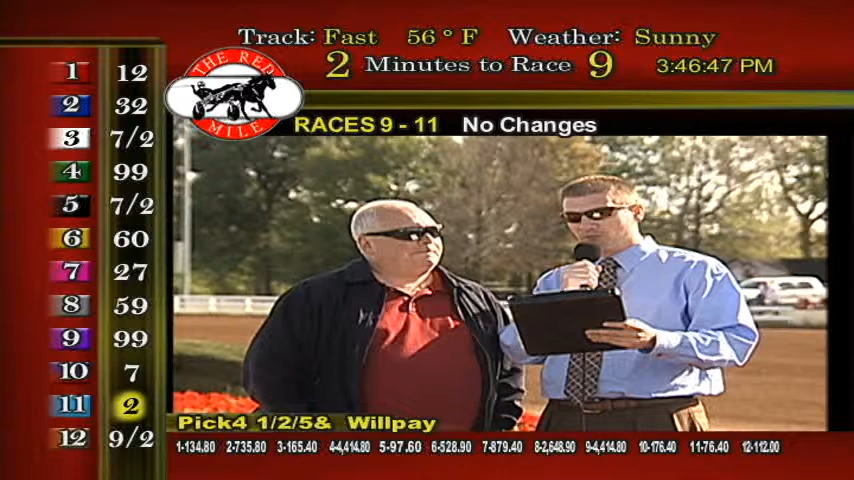 Track: Fast 56 ° F Weather: Sunny
2 Minutes to Race 9 3:46:47 PM
THE RED MILE
RACES 9 - 11 No Changes
1 12
2 32
3 7/2
4 99
5 7/2
6 60
7 27
8 59
9 99
10 7
11 2
12 9/2
Pick4 1/2/5& Willpay
1-134.80 2-735.80 3-165.40 4-4,414.80 5-97.60 6-528.90 7-879.40 8-2,648.90 9-4,414.80 10-176.40 11-76.40 12-112.00